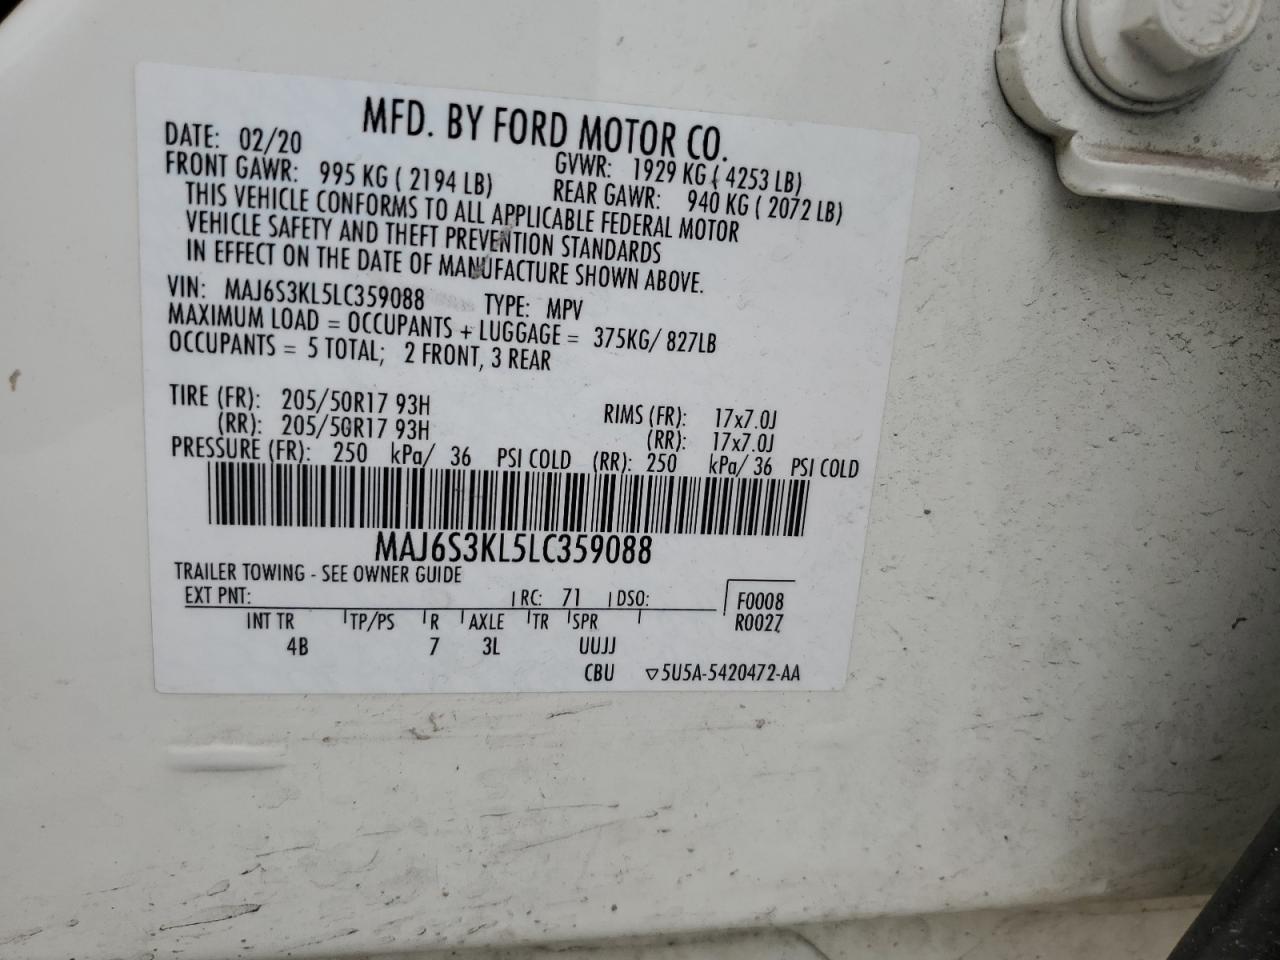 MFD. BY FORD MOTOR CO.
DATE: 02/20 GVWR: 1929 KG ( 4253 LB)
FRONT GAWR: 995 KG ( 2194 LB) REAR GAWR: 940 KG ( 2072 LB)
THIS VEHICLE CONFORMS TO ALL APPLICABLE FEDERAL MOTOR
VEHICLE SAFETY AND THEFT PREVENTION STANDARDS
IN EFFECT ON THE DATE OF MANUFACTURE SHOWN ABOVE.
VIN: MAJ6S3KL5LC359088 TYPE: MPV
MAXIMUM LOAD = OCCUPANTS + LUGGAGE = 375KG/ 827LB
OCCUPANTS = 5 TOTAL; 2 FRONT, 3 REAR
TIRE (FR): 205/50R17 93H RIMS (FR): 17x7.0J
(RR): 205/50R17 93H (RR): 17x7.0J
PRESSURE (FR): 250 kPa/ 36 PSI COLD (RR): 250 kPa/ 36 PSI COLD
MAJ6S3KL5LC359088
TRAILER TOWING - SEE OWNER GUIDE
EXT PNT: RC: 71 DSO: F0008
INT TR TP/PS R AXLE TR SPR R0027
4B 7 3L UUJJ
CBU ▽5U5A-5420472-AA